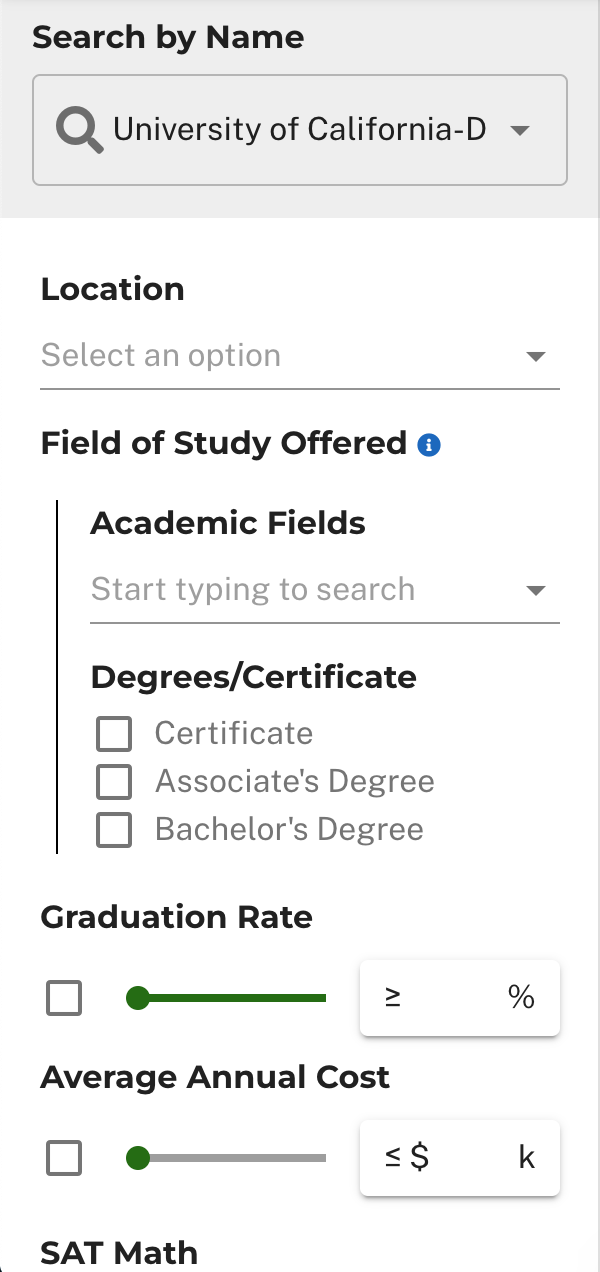 Search by Name
University of California-D
Location
Select an option
Field of Study Offered
Academic Fields
Start typing to search
Degrees/Certificate
Certificate
Associate's Degree
Bachelor's Degree
Graduation Rate
≥ %
Average Annual Cost
≤ $ k
SAT Math